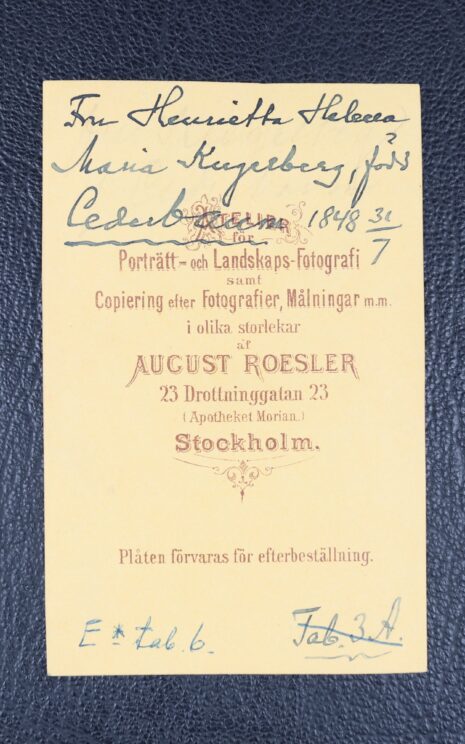 Fru Henrietta Helena
Maria Kugelberg, född
Cederbaum 1848 31/7
ATELIER
för
Porträtt- och Landskaps-Fotografi
samt
Copiering efter Fotografier, Målningar m.m.
i olika storlekar
af
AUGUST ROESLER
23 Drottninggatan 23
(Apotheket Morian.)
Stockholm.
Plåten förvaras för efterbeställning.
E* tab. 6.
Tab. 3 A.